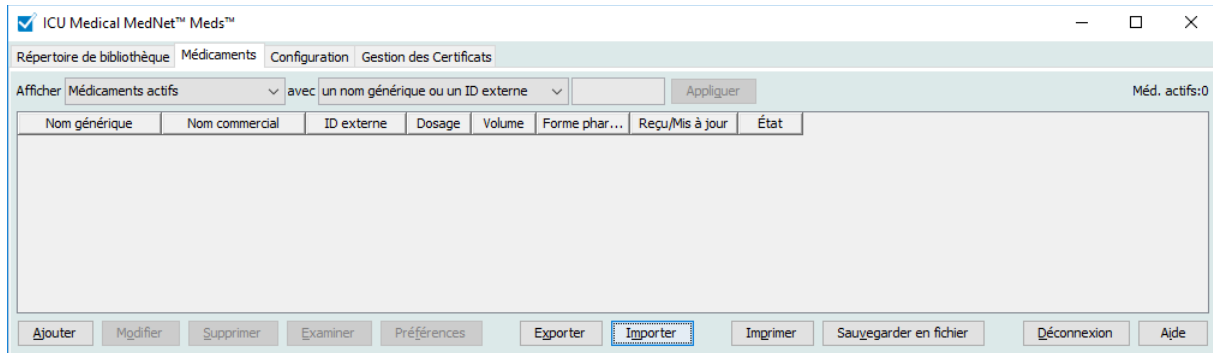 ICU Medical MedNet™ Meds™
Répertoire de bibliothèque Médicaments Configuration Gestion des Certificats
Afficher Médicaments actifs avec un nom générique ou un ID externe Appliquer Méd. actifs:0
Nom générique Nom commercial ID externe Dosage Volume Forme phar... Reçu/Mis à jour État
Ajouter Modifier Supprimer Examiner Préférences Exporter Importer Imprimer Sauvegarder en fichier Déconnexion Aide